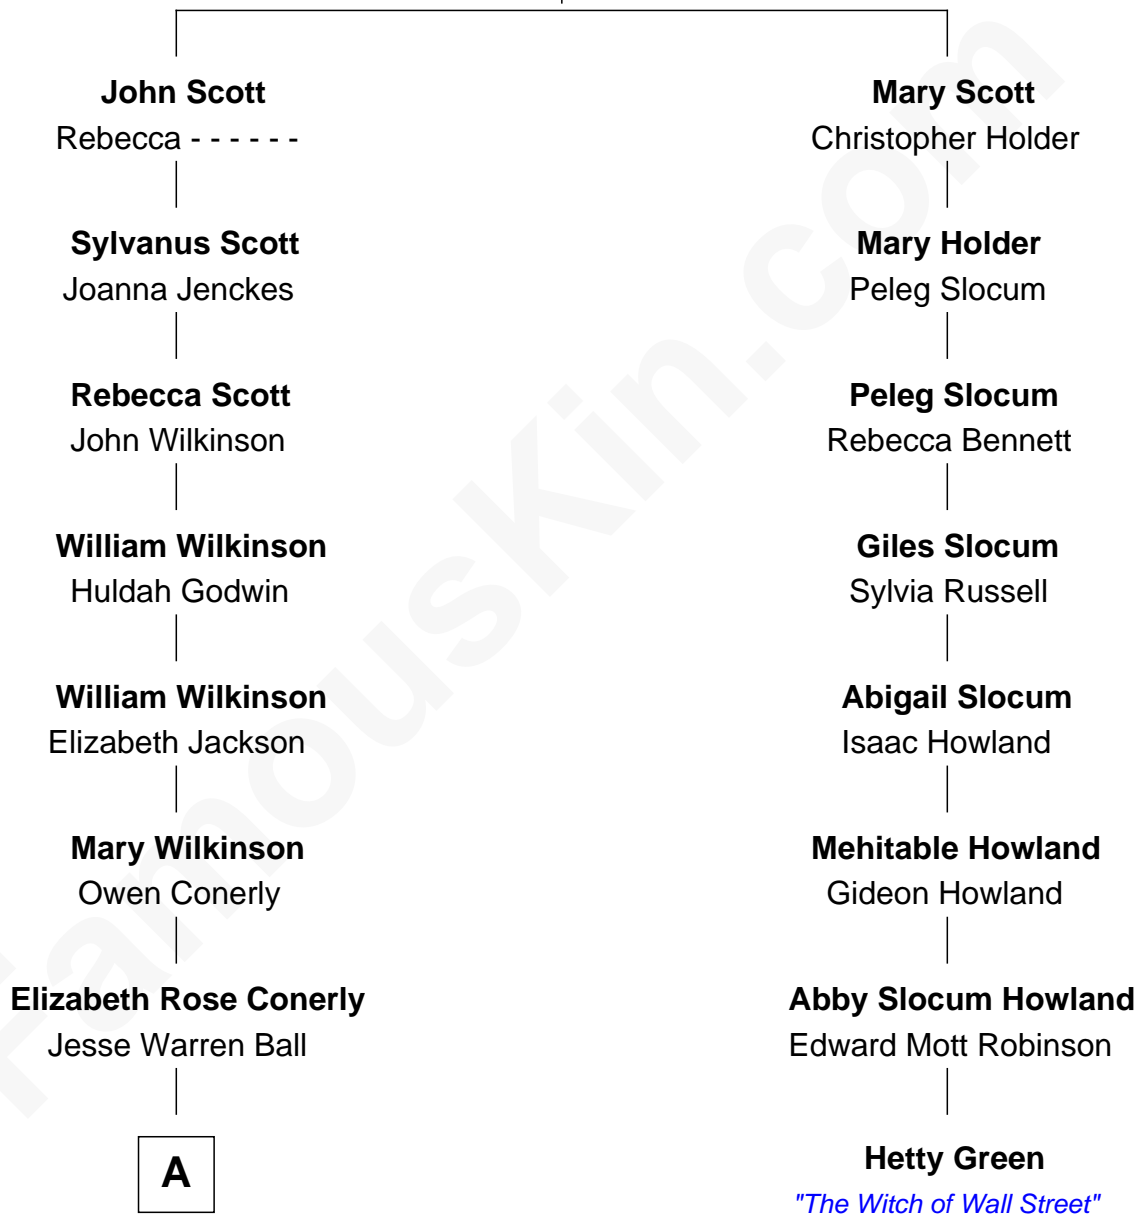 John Scott
Rebecca - - - - - -
Mary Scott
Christopher Holder
Sylvanus Scott
Joanna Jenckes
Mary Holder
Peleg Slocum
Rebecca Scott
John Wilkinson
Peleg Slocum
Rebecca Bennett
William Wilkinson
Huldah Godwin
Giles Slocum
Sylvia Russell
William Wilkinson
Elizabeth Jackson
Abigail Slocum
Isaac Howland
Mary Wilkinson
Owen Conerly
Mehitable Howland
Gideon Howland
Elizabeth Rose Conerly
Jesse Warren Ball
Abby Slocum Howland
Edward Mott Robinson
A
Hetty Green
"The Witch of Wall Street"
FamousKin.com